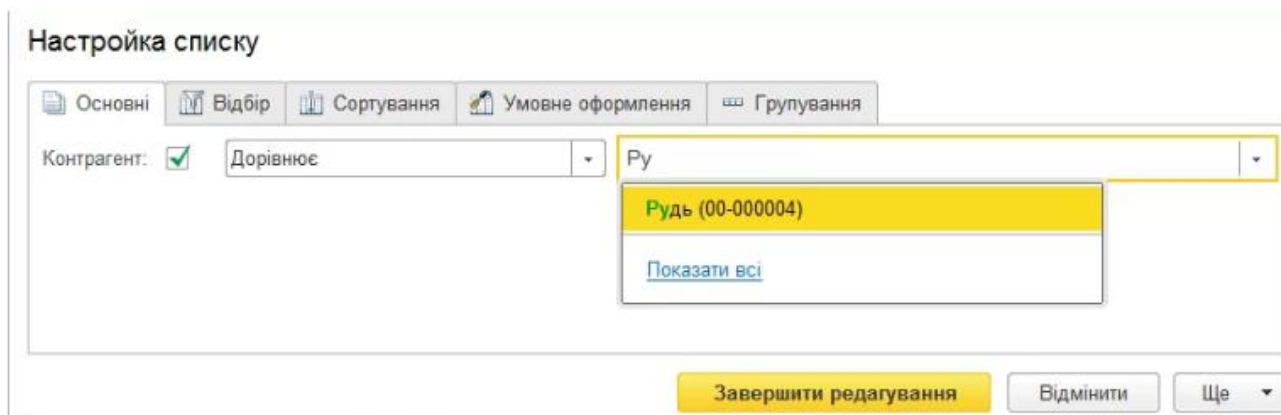 Настройка списку
Основні Відбір Сортування Умовне оформлення Групування
Контрагент: Дорівнює Ру
Рудь (00-000004)
Показати всі
Завершити редагування Відмінити Ще